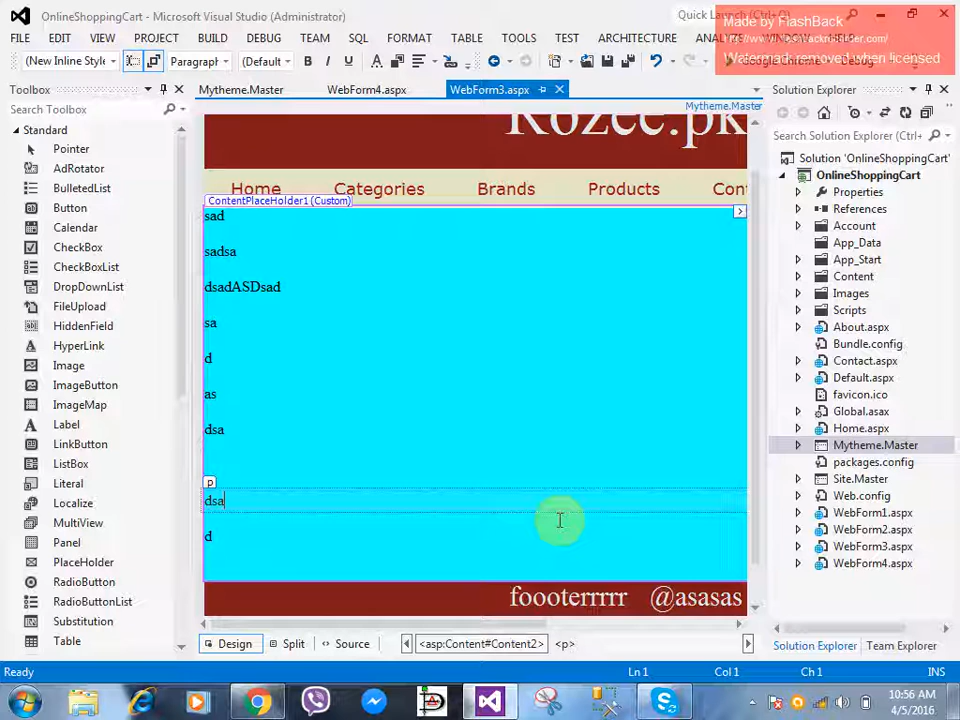 OnlineShoppingCart - Microsoft Visual Studio (Administrator)
Quick Launch (Ctrl+Q)
Made by FlashBack
Watermark removed when licensed
FILE EDIT VIEW PROJECT BUILD DEBUG TEAM SQL FORMAT TABLE TOOLS TEST ARCHITECTURE ANALYZE WINDOW
(New Inline Style Paragraph (Default B I U A
Google Chrome Debug
Toolbox
Mytheme.Master WebForm4.aspx WebForm3.aspx
Solution Explorer
Mytheme.Master
Search Toolbox
Search Solution Explorer (Ctrl+
Standard
Pointer
AdRotator
BulletedList
Button
Calendar
CheckBox
CheckBoxList
DropDownList
FileUpload
HiddenField
HyperLink
Image
ImageButton
ImageMap
Label
LinkButton
ListBox
Literal
Localize
MultiView
Panel
PlaceHolder
RadioButton
RadioButtonList
Substitution
Table
Kozee.pk
Home Categories Brands Products Cont
ContentPlaceHolder1 (Custom)
sad
sadsa
dsadASDsad
sa
d
as
dsa
p
dsa
d
foooterrrrr @asasas
Design Split Source <asp:Content#Content2> <p>
Solution 'OnlineShoppingCart'
OnlineShoppingCart
Properties
References
Account
App_Data
App_Start
Content
Images
Scripts
About.aspx
Bundle.config
Contact.aspx
Default.aspx
favicon.ico
Global.asax
Home.aspx
Mytheme.Master
packages.config
Site.Master
Web.config
WebForm1.aspx
WebForm2.aspx
WebForm3.aspx
WebForm4.aspx
Solution Explorer Team Explorer
Ready Ln 1 Col 1 Ch 1 INS
10:56 AM
4/5/2016